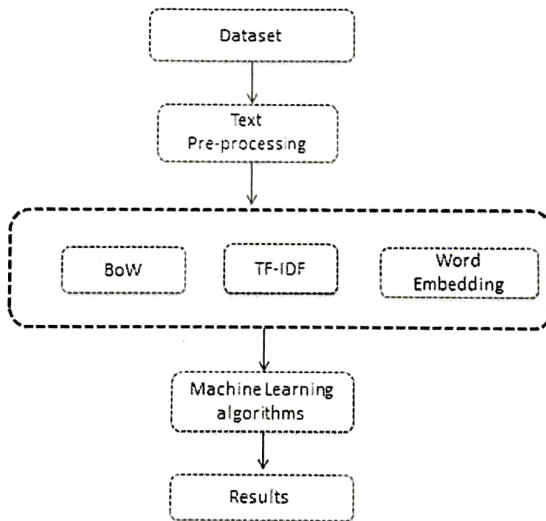 Dataset
Text
Pre-processing
BoW
TF-IDF
Word
Embedding
Machine Learning
algorithms
Results